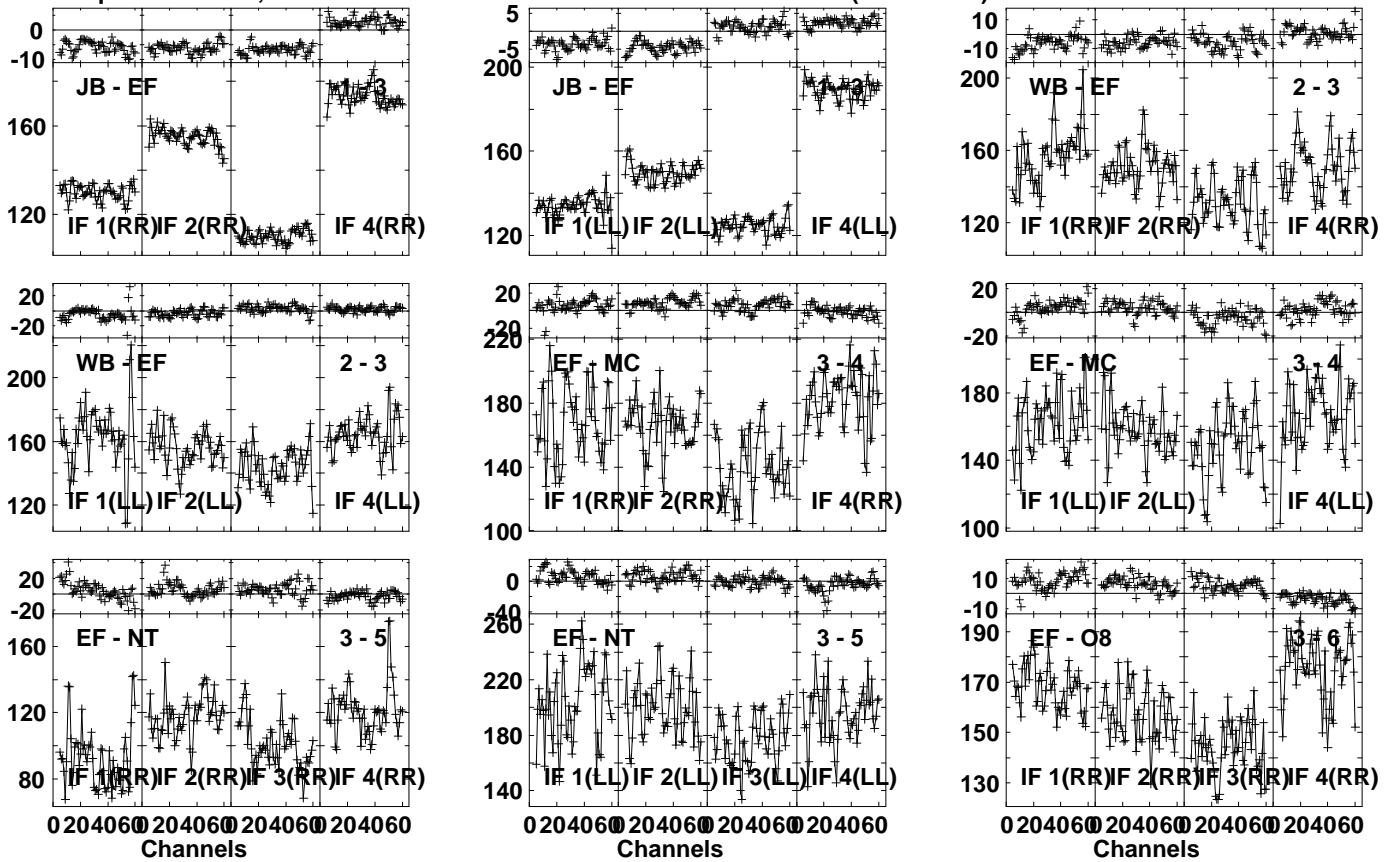 0
-10
JB - EF
1 - 3
160
120
IF 1(RR)
IF 2(RR)
IF 4(RR)
5
-5
200
JB - EF
1 - 3
160
120
IF 1(LL)
IF 2(LL)
IF 4(LL)
10
-10
200
WB - EF
2 - 3
160
120
IF 1(RR)
IF 2(RR)
IF 4(RR)
20
-20
WB - EF
2 - 3
200
160
120
IF 1(LL)
IF 2(LL)
IF 4(LL)
20
-20
220
EF - MC
3 - 4
180
140
IF 1(RR)
IF 2(RR)
IF 4(RR)
100
20
-20
EF - MC
3 - 4
180
140
IF 1(LL)
IF 2(LL)
IF 4(LL)
100
20
-20
160
EF - NT
3 - 5
120
80
IF 1(RR)
IF 2(RR)
IF 3(RR)
IF 4(RR)
0 20 40 60 0 20 40 60 0 20 40 60 0 20 40 60
Channels
0
-40
260
EF - NT
3 - 5
220
180
140
IF 1(LL)
IF 2(LL)
IF 3(LL)
IF 4(LL)
0 20 40 60 0 20 40 60 0 20 40 60 0 20 40 60
Channels
10
-10
190
EF - O8
3 - 6
170
150
130
IF 1(RR)
IF 2(RR)
IF 3(RR)
IF 4(RR)
0 20 40 60 0 20 40 60 0 20 40 60 0 20 40 60
Channels